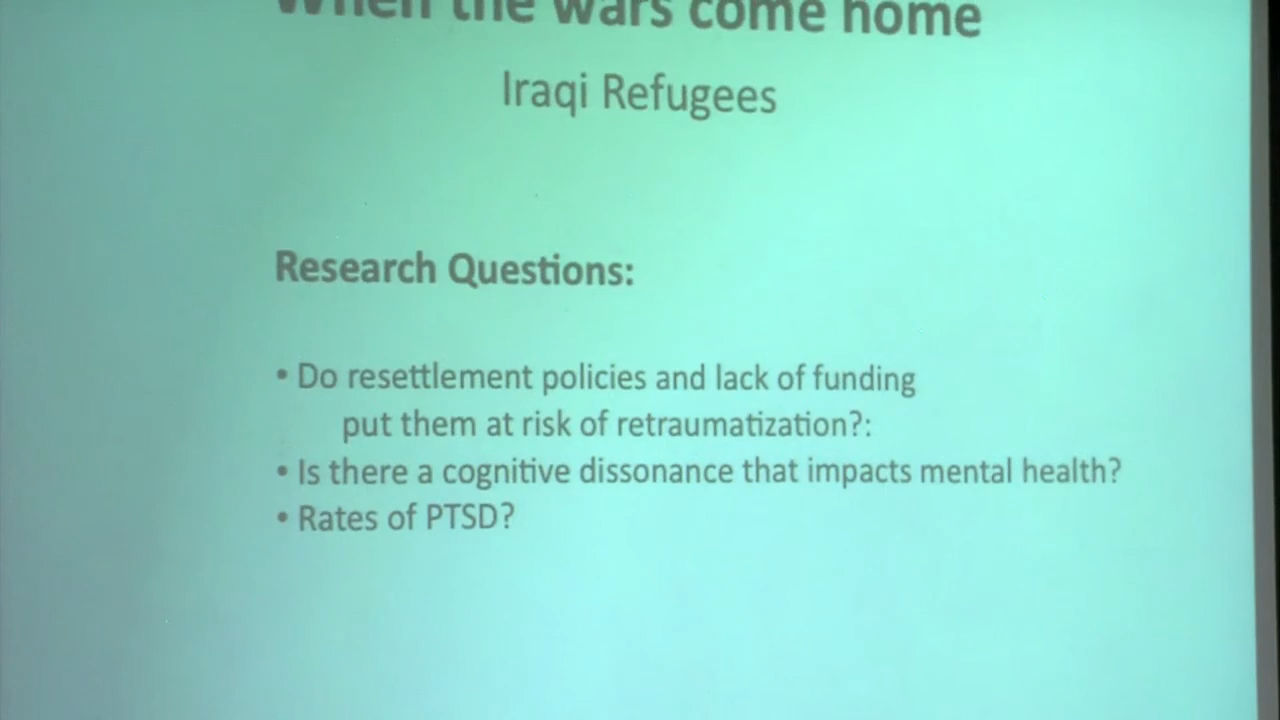 When the wars come home
Iraqi Refugees
Research Questions:
• Do resettlement policies and lack of funding
put them at risk of retraumatization?:
• Is there a cognitive dissonance that impacts mental health?
• Rates of PTSD?